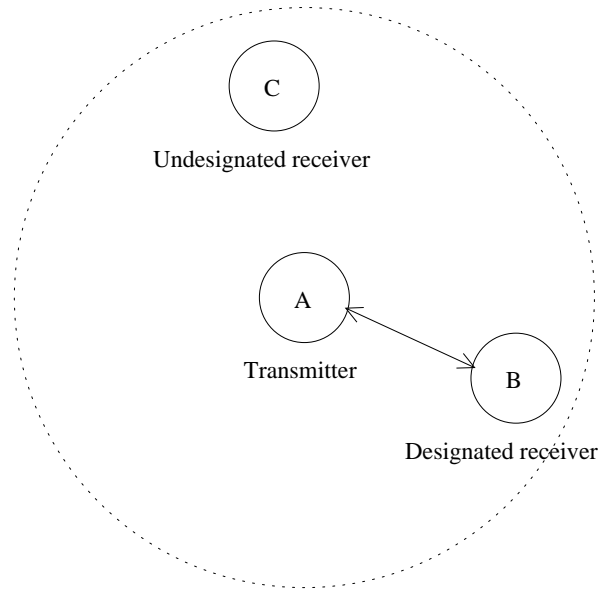 C
Undesignated receiver
A
Transmitter
B
Designated receiver